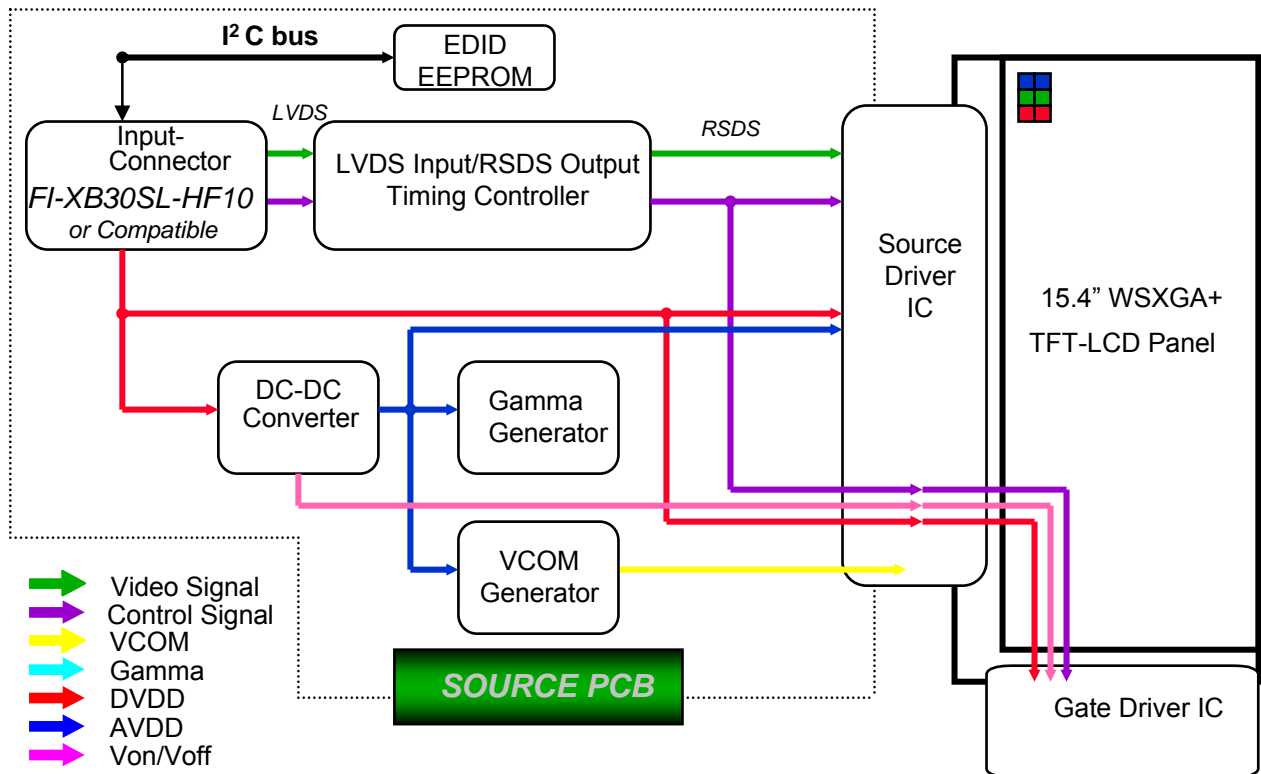 I² C bus
EDID
EEPROM
LVDS
RSDS
Input-
Connector
FI-XB30SL-HF10
or Compatible
LVDS Input/RSDS Output
Timing Controller
Source
Driver
IC
15.4” WSXGA+
TFT-LCD Panel
DC-DC
Converter
Gamma
Generator
VCOM
Generator
Video Signal
Control Signal
VCOM
Gamma
DVDD
AVDD
Von/Voff
SOURCE PCB
Gate Driver IC